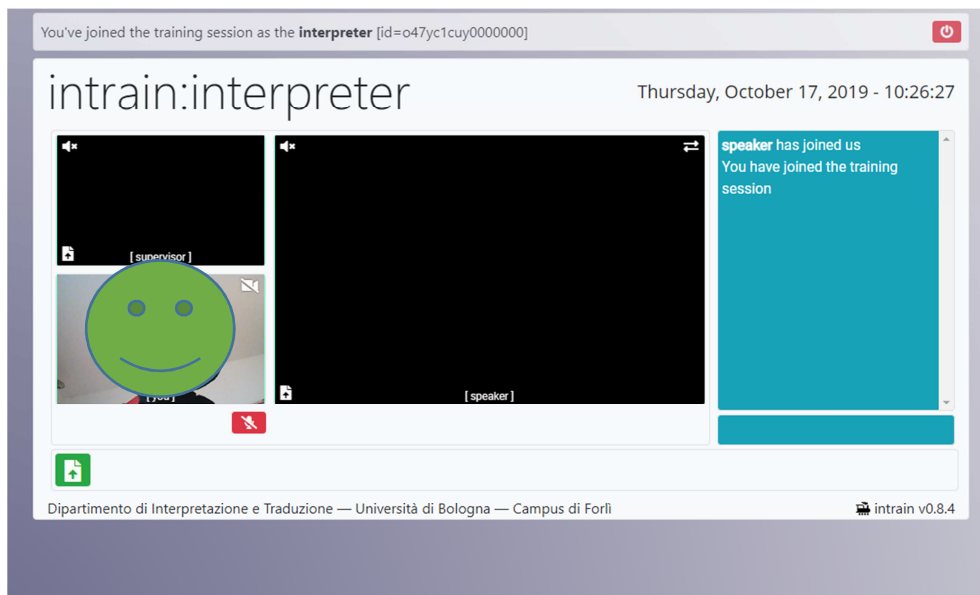 You've joined the training session as the interpreter [id=o47yc1cuy0000000]
intrain:interpreter
Thursday, October 17, 2019 - 10:26:27
[ supervisor ]
[ you ]
[ speaker ]
speaker has joined us
You have joined the training
session
Dipartimento di Interpretazione e Traduzione — Università di Bologna — Campus di Forlì
intrain v0.8.4